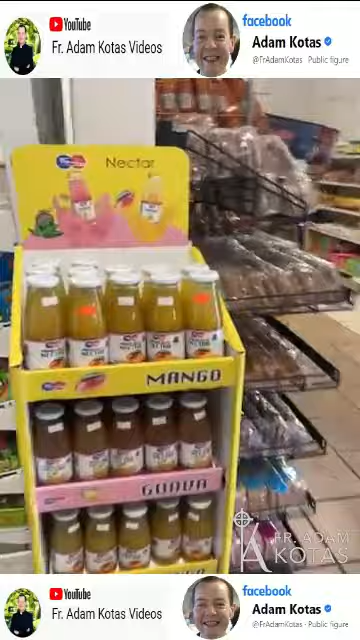 YouTube
Fr. Adam Kotas Videos
facebook
Adam Kotas
@FrAdamKotas · Public figure
Nectar
MANGO
GUAVA
FR. ADAM
KOTAS
YouTube
Fr. Adam Kotas Videos
facebook
Adam Kotas
@FrAdamKotas · Public figure